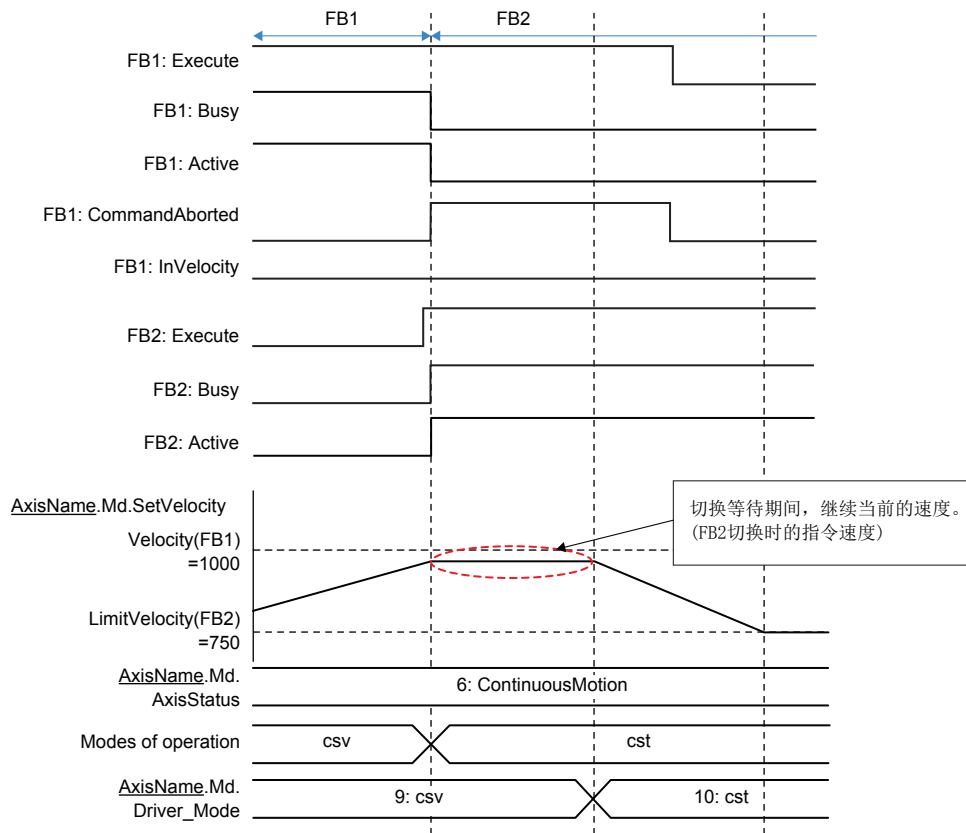 FB1
FB2
FB1: Execute
FB1: Busy
FB1: Active
FB1: CommandAborted
FB1: InVelocity
FB2: Execute
FB2: Busy
FB2: Active
AxisName.Md.SetVelocity
切换等待期间，继续当前的速度。
(FB2切换时的指令速度)
Velocity(FB1)
=1000
LimitVelocity(FB2)
=750
AxisName.Md.
AxisStatus
6: ContinuousMotion
Modes of operation
csv
cst
AxisName.Md.
Driver_Mode
9: csv
10: cst